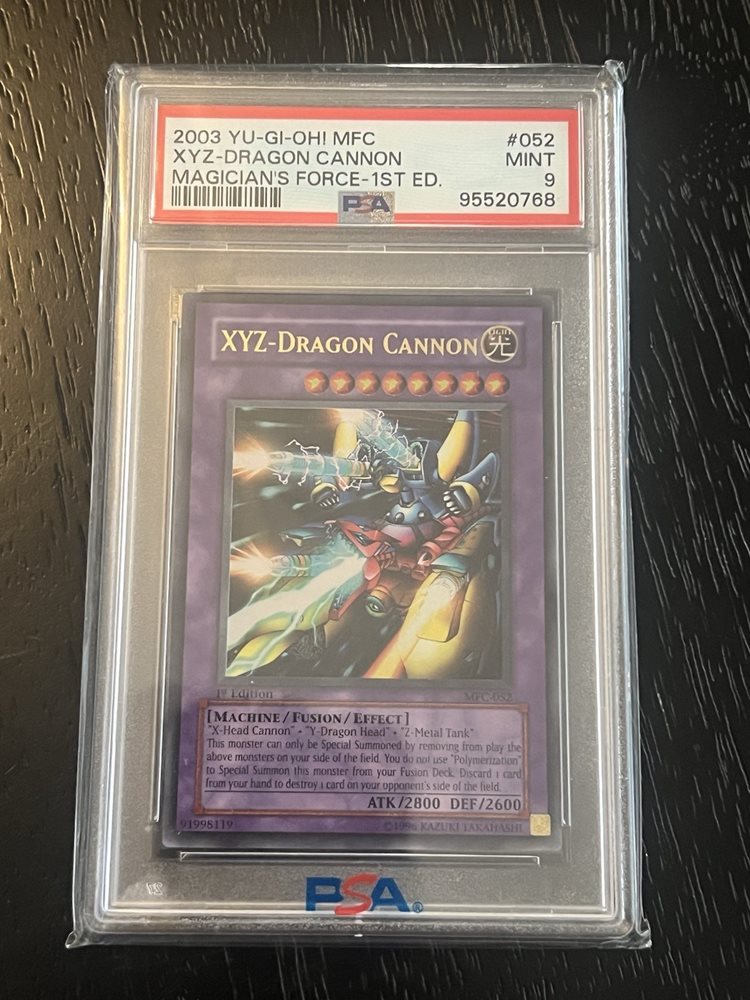 2003 YU-GI-OH! MFC #052
XYZ-DRAGON CANNON MINT
MAGICIAN'S FORCE-1ST ED. 9
PSA 95520768
XYZ-DRAGON CANNON
LIGHT
光
1st Edition MFC-052
[MACHINE/FUSION/EFFECT]
"X-Head Cannon" + "Y-Dragon Head" + "Z-Metal Tank"
This monster can only be Special Summoned by removing from play the
above monsters on your side of the field. You do not use "Polymerization"
to Special Summon this monster from your Fusion Deck. Discard 1 card
from your hand to destroy 1 card on your opponent's side of the field.
ATK/2800 DEF/2600
91998119 ©1996 KAZUKI TAKAHASHI
PSA®